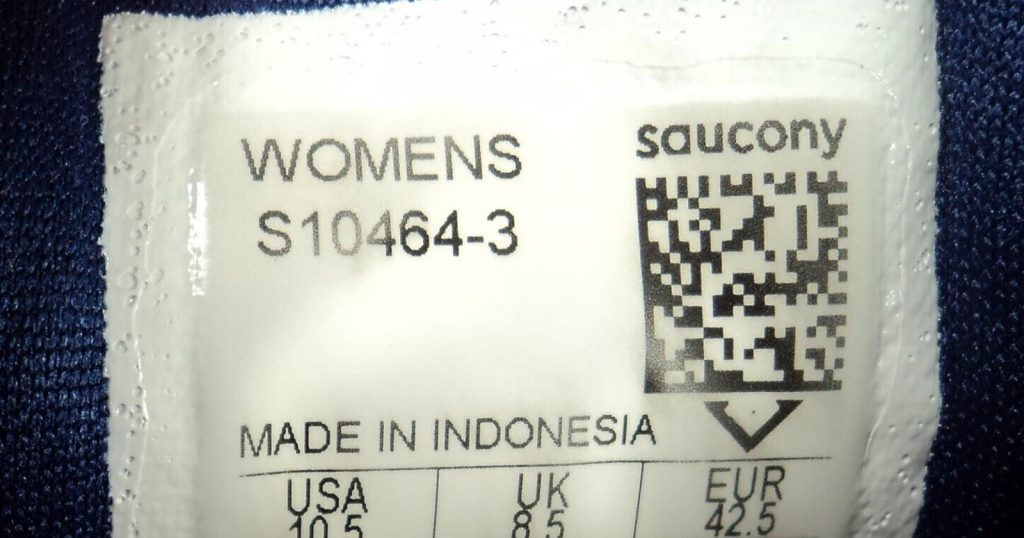 saucony
WOMENS
S10464-3
MADE IN INDONESIA
USA UK EUR
10.5 8.5 42.5